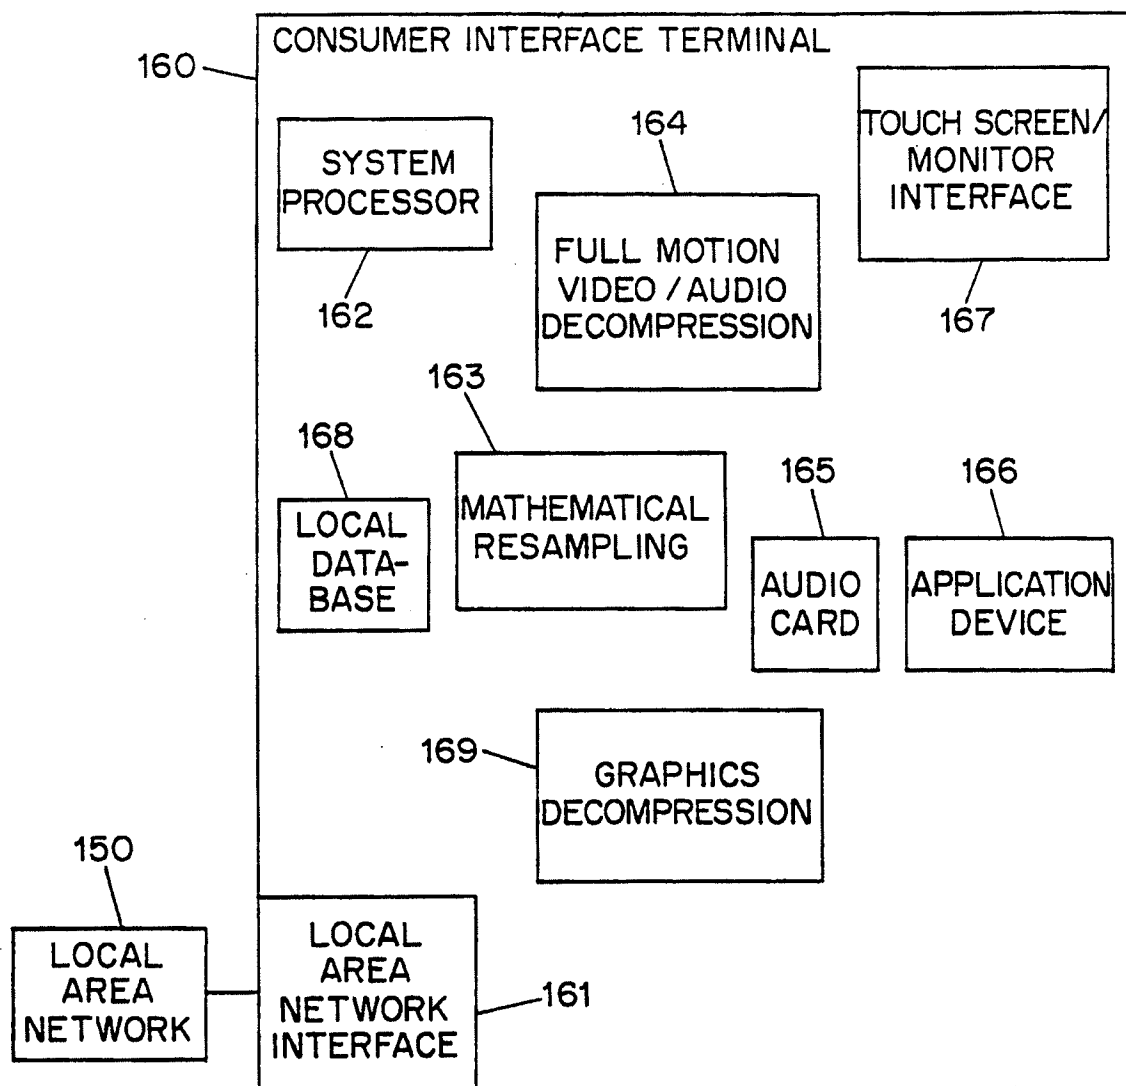 CONSUMER INTERFACE TERMINAL
160
SYSTEM
PROCESSOR
162
164
FULL MOTION
VIDEO / AUDIO
DECOMPRESSION
TOUCH SCREEN/
MONITOR
INTERFACE
167
163
MATHEMATICAL
RESAMPLING
168
LOCAL
DATA-
BASE
165
AUDIO
CARD
166
APPLICATION
DEVICE
169
GRAPHICS
DECOMPRESSION
150
LOCAL
AREA
NETWORK
LOCAL
AREA
NETWORK
INTERFACE
161